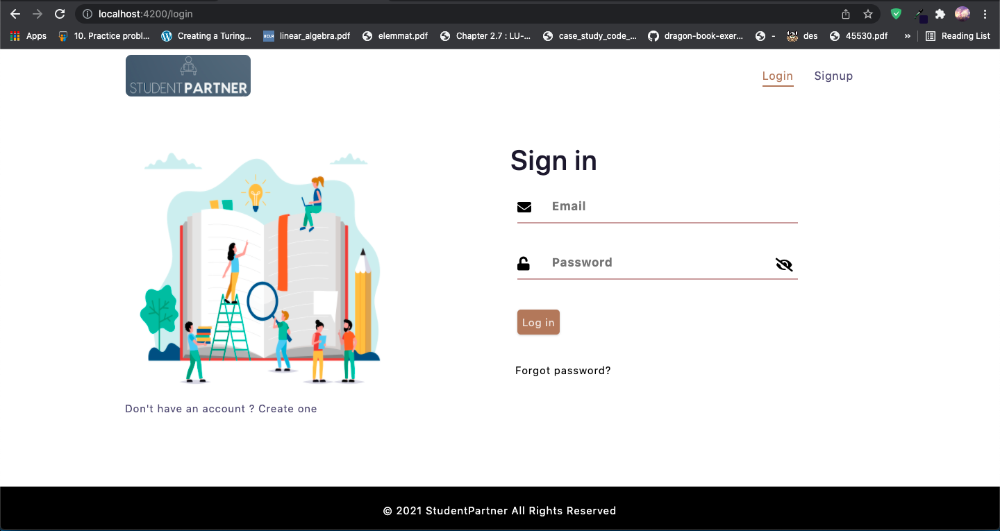 localhost:4200/login
Apps 10. Practice probl... Creating a Turing... UCLR linear_algebra.pdf elemmat.pdf Chapter 2.7 : LU-... case_study_code_... dragon-book-exer... - des 45530.pdf » Reading List
STUDENTPARTNER
Login Signup
Sign in
Email
Password
Log in
Forgot password?
Don't have an account ? Create one
© 2021 StudentPartner All Rights Reserved